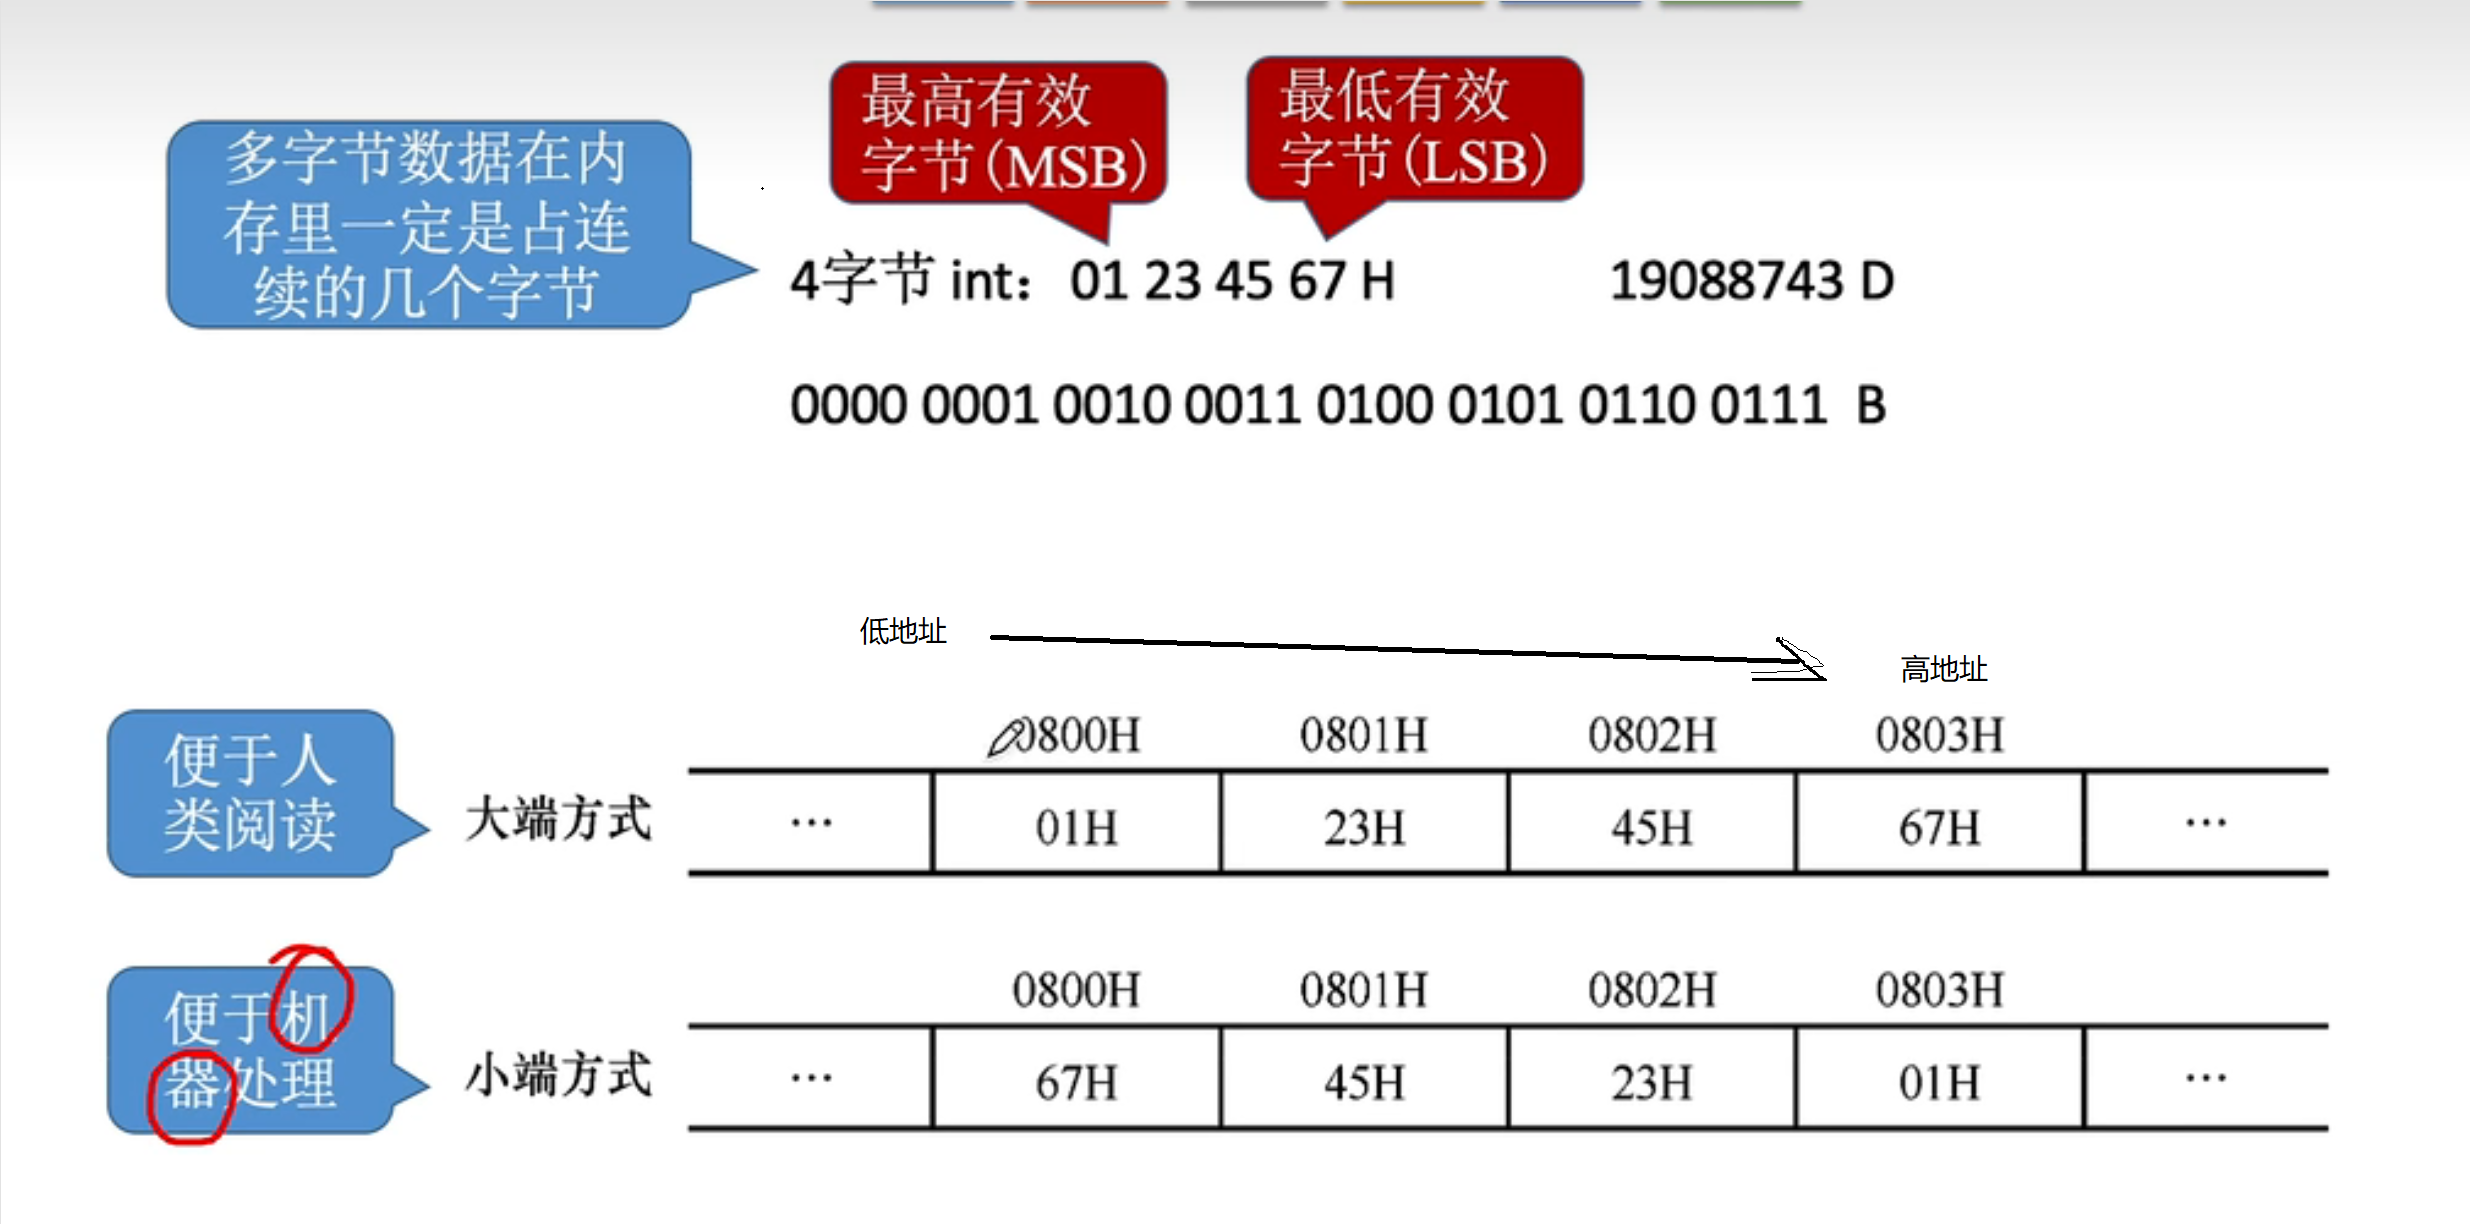 最高有效
字节(MSB)
最低有效
字节(LSB)
多字节数据在内
存里一定是占连
续的几个字节
4字节 int： 01 23 45 67 H 19088743 D
0000 0001 0010 0011 0100 0101 0110 0111 B
低地址
高地址
便于人
类阅读
0800H 0801H 0802H 0803H
大端方式 … 01H 23H 45H 67H …
便于机
器处理
0800H 0801H 0802H 0803H
小端方式 … 67H 45H 23H 01H …